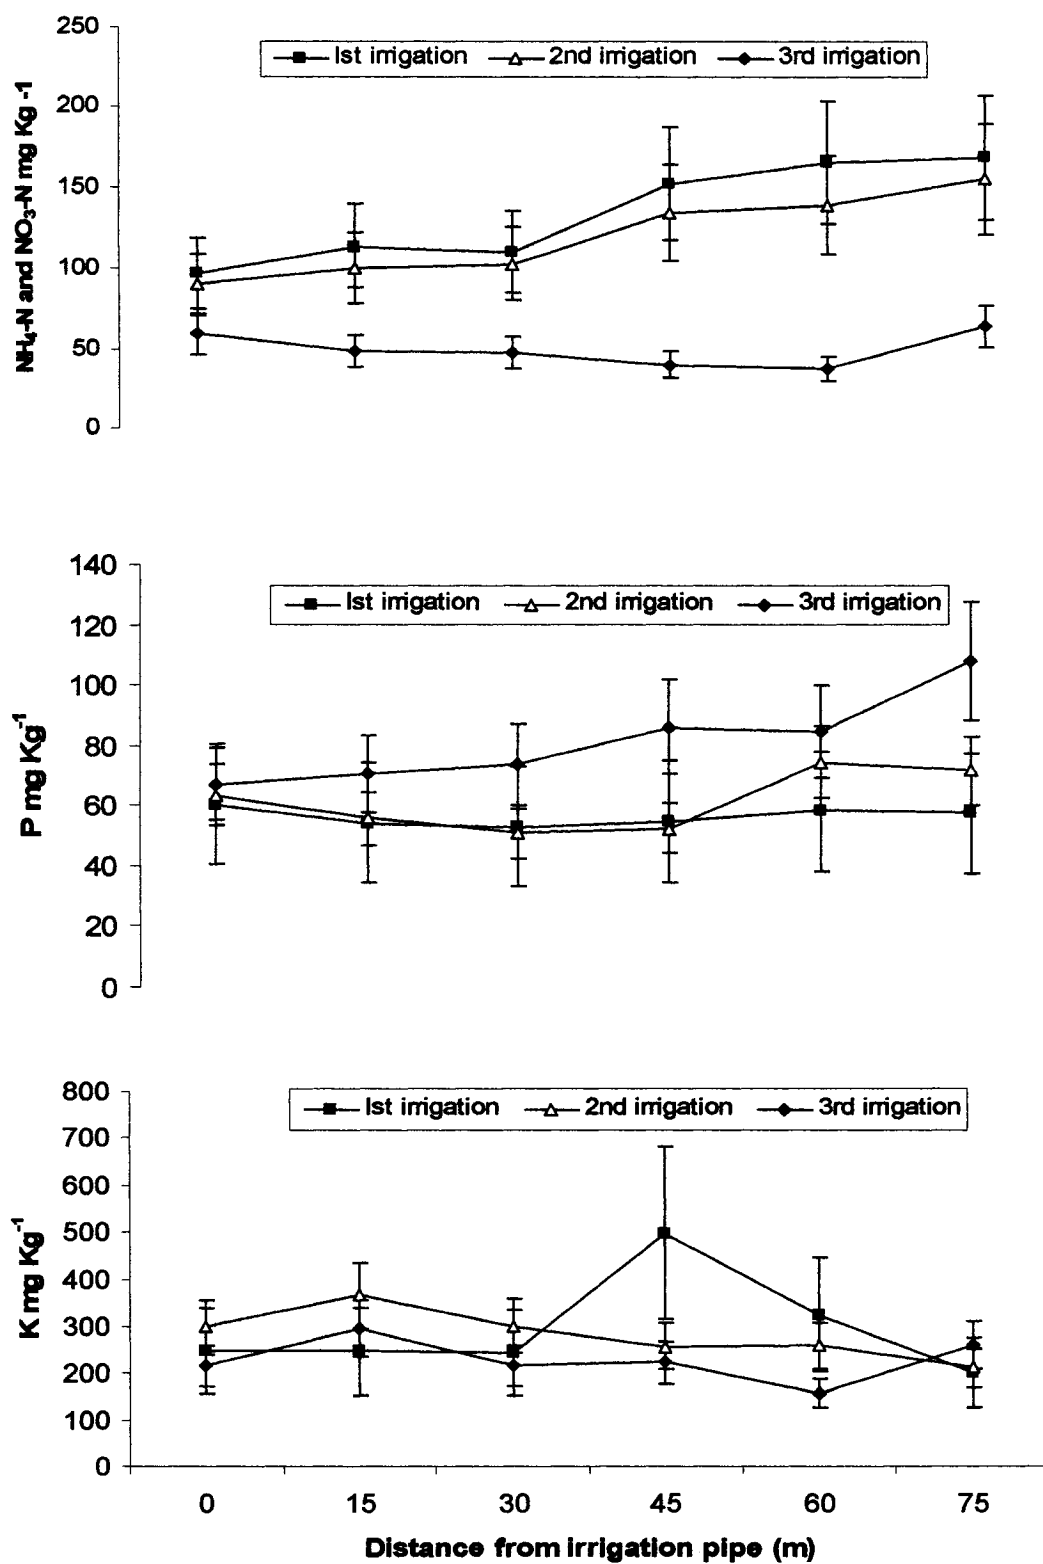 250
Ist irrigation 2nd irrigation 3rd irrigation
200
150
100
50
0
NH₄-N and NO₃-N mg Kg -1
140
Ist irrigation 2nd irrigation 3rd irrigation
120
100
80
60
40
20
0
P mg Kg⁻¹
800
Ist irrigation 2nd irrigation 3rd irrigation
700
600
500
400
300
200
100
0
K mg Kg⁻¹
0 15 30 45 60 75
Distance from irrigation pipe (m)